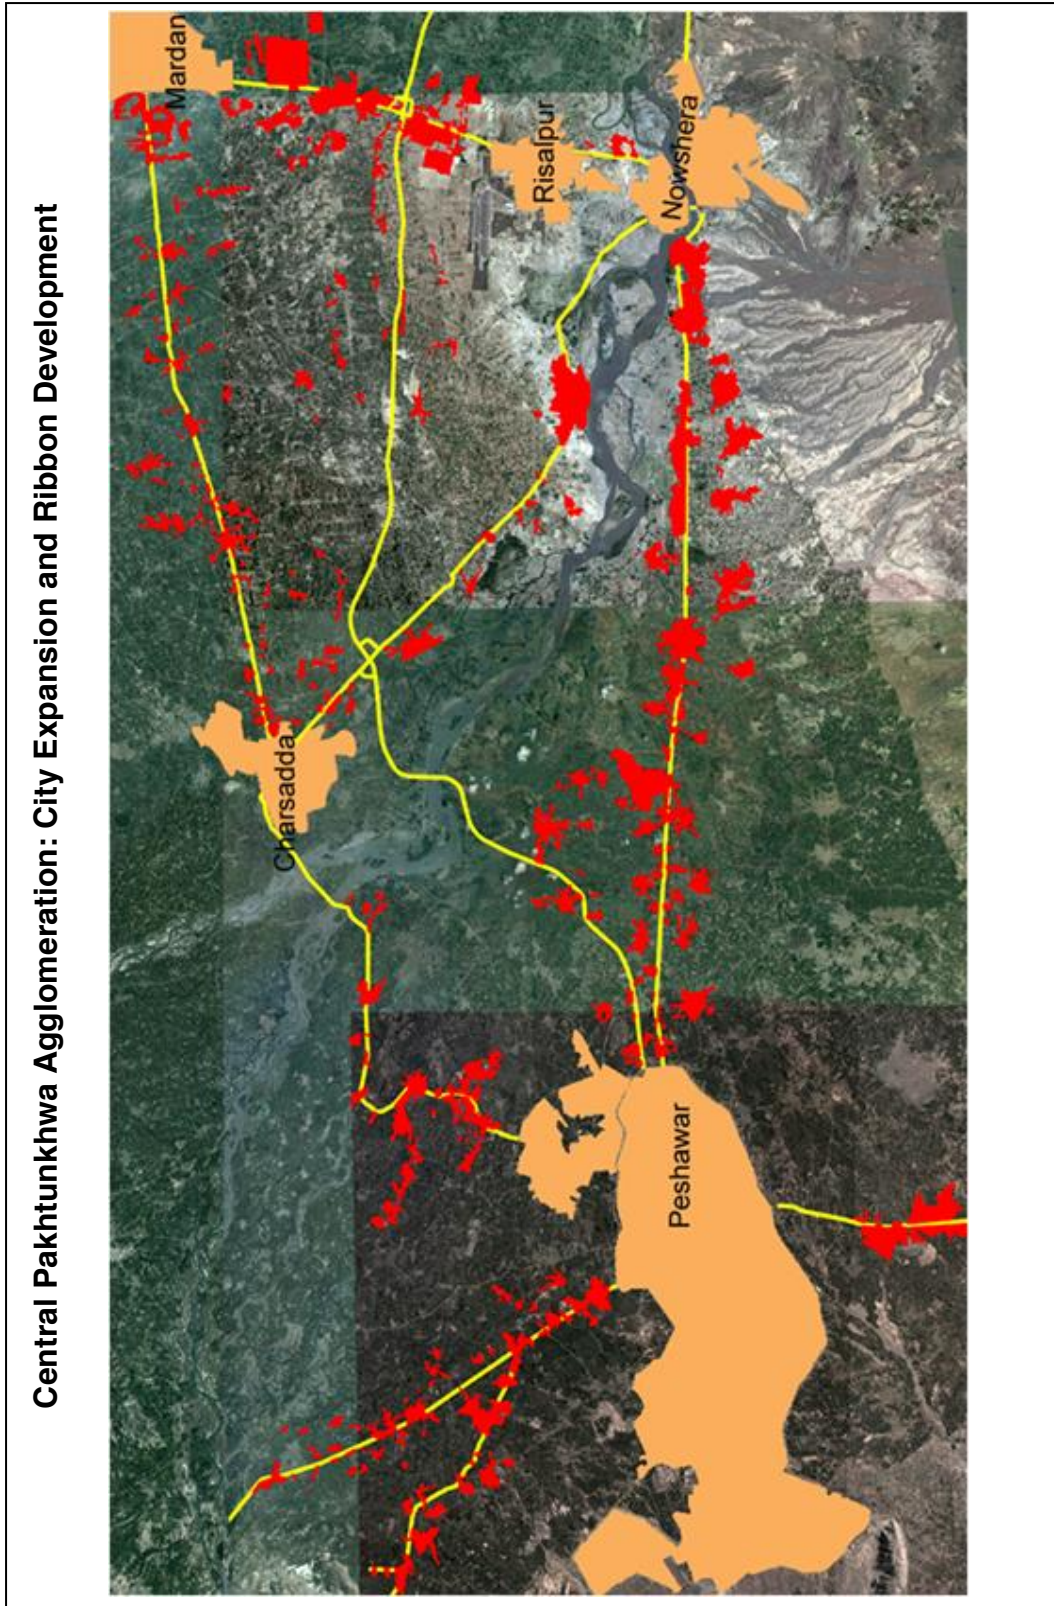 Central Pakhtunkhwa Agglomeration: City Expansion and Ribbon Development
Mardan
Risalpur
Nowshera
Charsadda
Peshawar